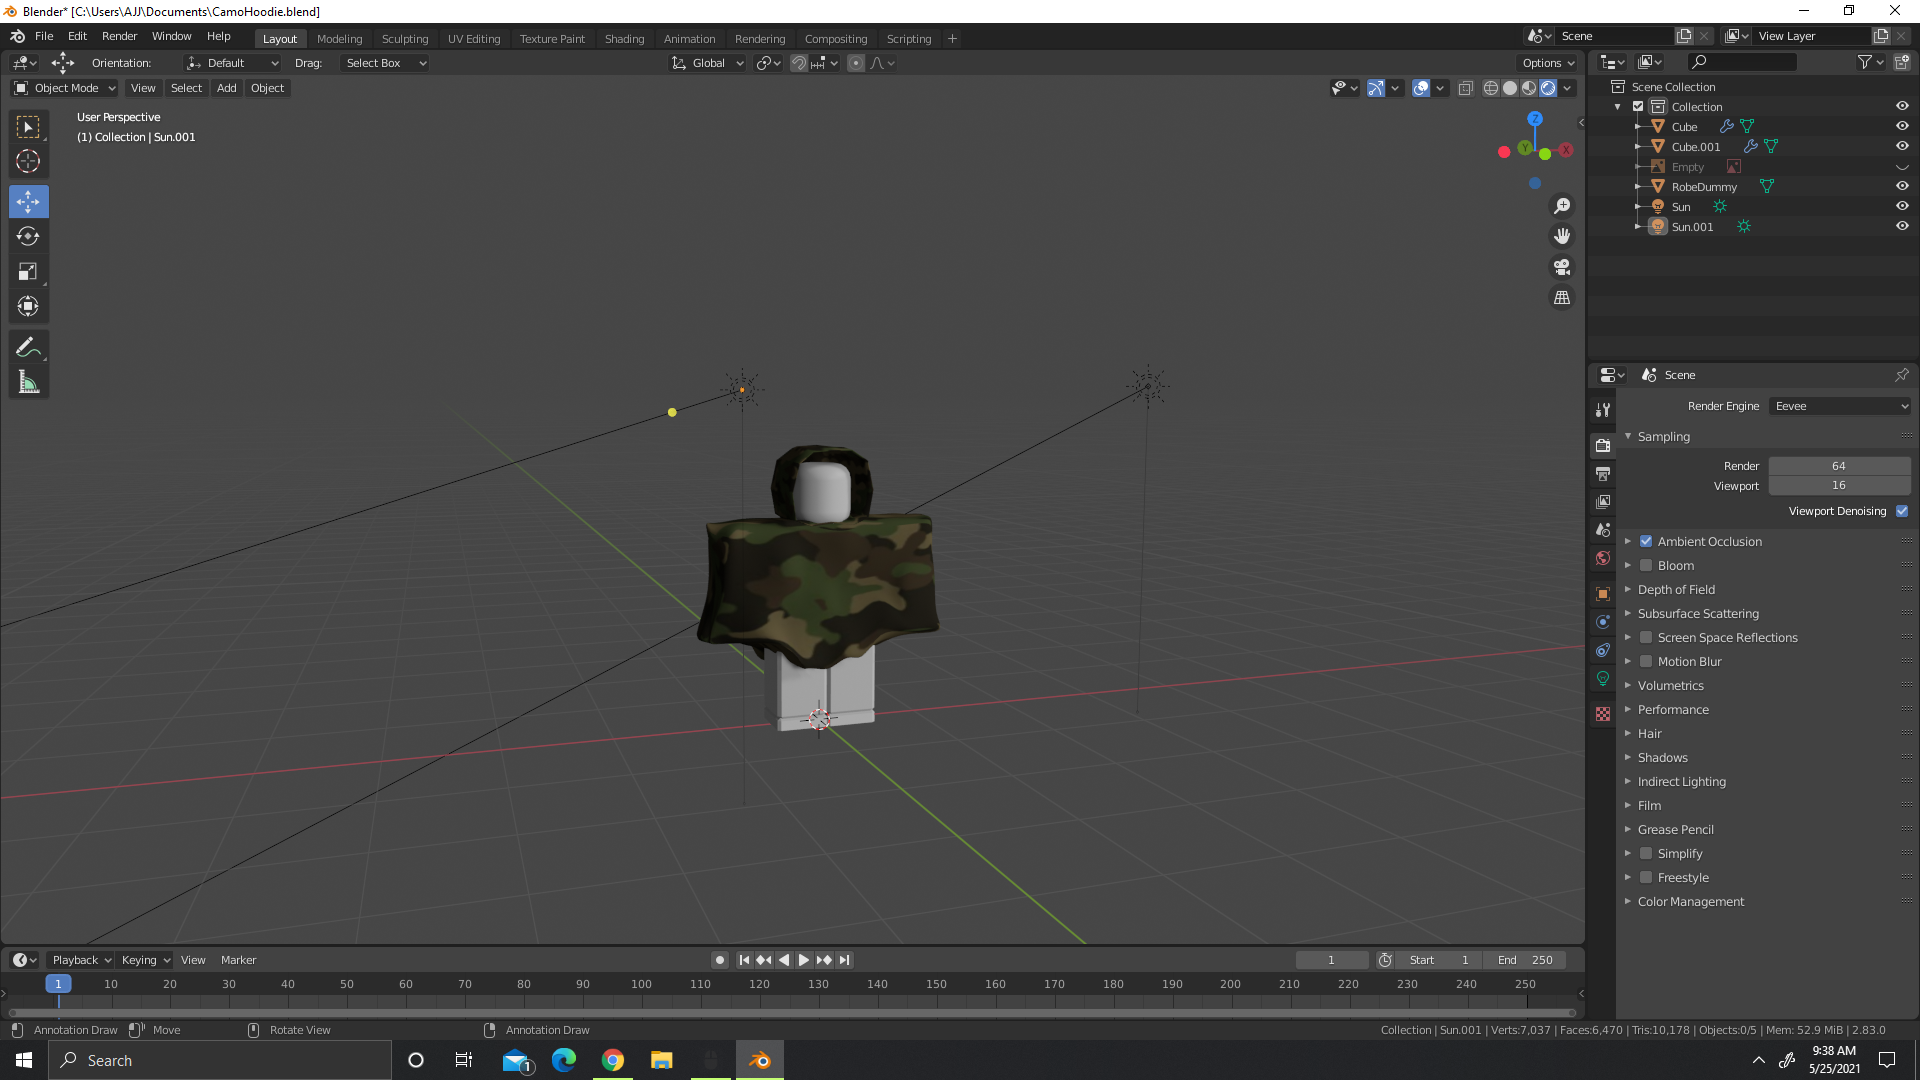 Blender* [C:\Users\AJJ\Documents\CamoHoodie.blend]
File Edit Render Window Help Layout Modeling Sculpting UV Editing Texture Paint Shading Animation Rendering Compositing Scripting + Scene View Layer
Orientation: Default Drag: Select Box Global Options
Object Mode View Select Add Object
User Perspective
(1) Collection | Sun.001
Z
Y
X
Scene Collection
Collection
Cube
Cube.001
Empty
RobeDummy
Sun
Sun.001
Scene
Render Engine Eevee
Sampling
Render 64
Viewport 16
Viewport Denoising
Ambient Occlusion
Bloom
Depth of Field
Subsurface Scattering
Screen Space Reflections
Motion Blur
Volumetrics
Performance
Hair
Shadows
Indirect Lighting
Film
Grease Pencil
Simplify
Freestyle
Color Management
Playback Keying View Marker 1 Start 1 End 250
1 10 20 30 40 50 60 70 80 90 100 110 120 130 140 150 160 170 180 190 200 210 220 230 240 250
Annotation Draw Move Rotate View Annotation Draw Collection | Sun.001 | Verts:7,037 | Faces:6,470 | Tris:10,178 | Objects:0/5 | Mem: 52.9 MiB | 2.83.0
Search 1 9:38 AM
5/25/2021